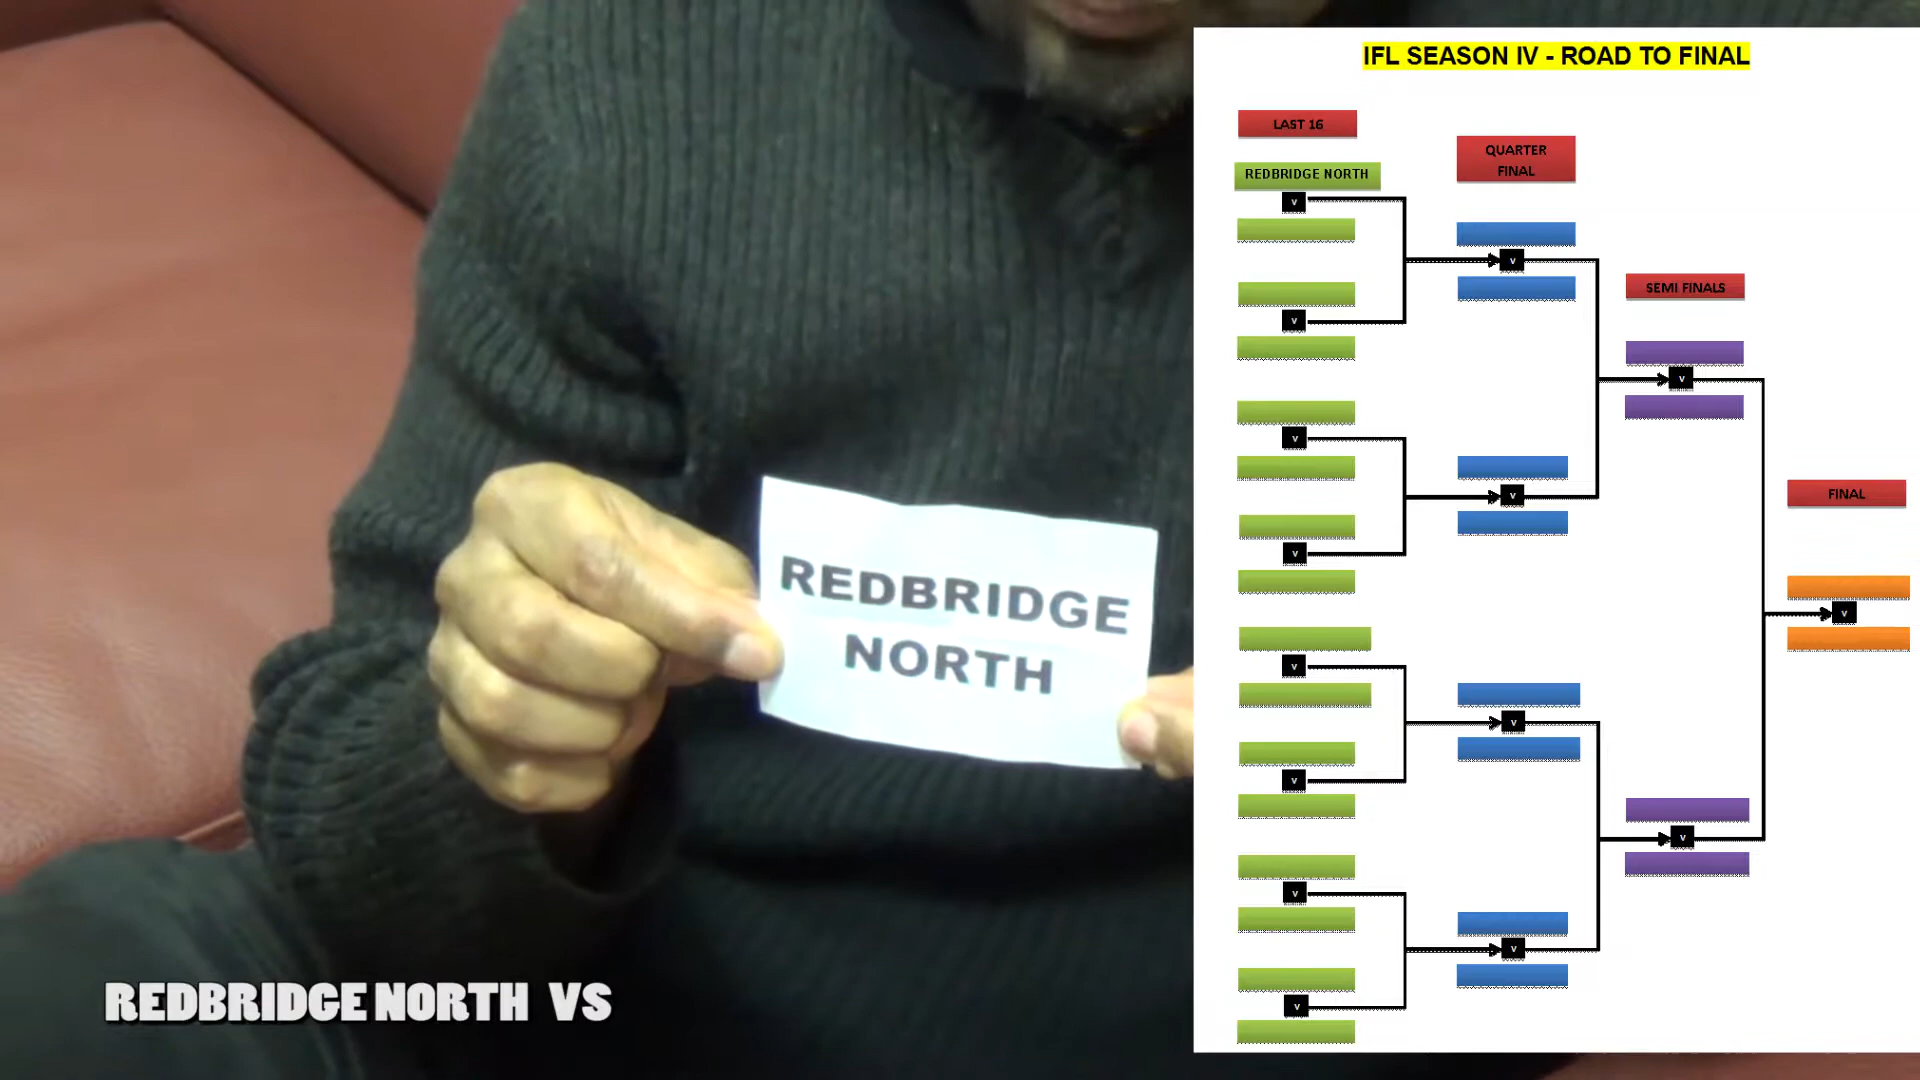 IFL SEASON IV - ROAD TO FINAL
LAST 16
QUARTER
FINAL
REDBRIDGE NORTH
v
v
v
SEMI FINALS
v
v
v
v
FINAL
v
v
v
v
v
v
v
v
v
REDBRIDGE
NORTH
REDBRIDGE NORTH VS